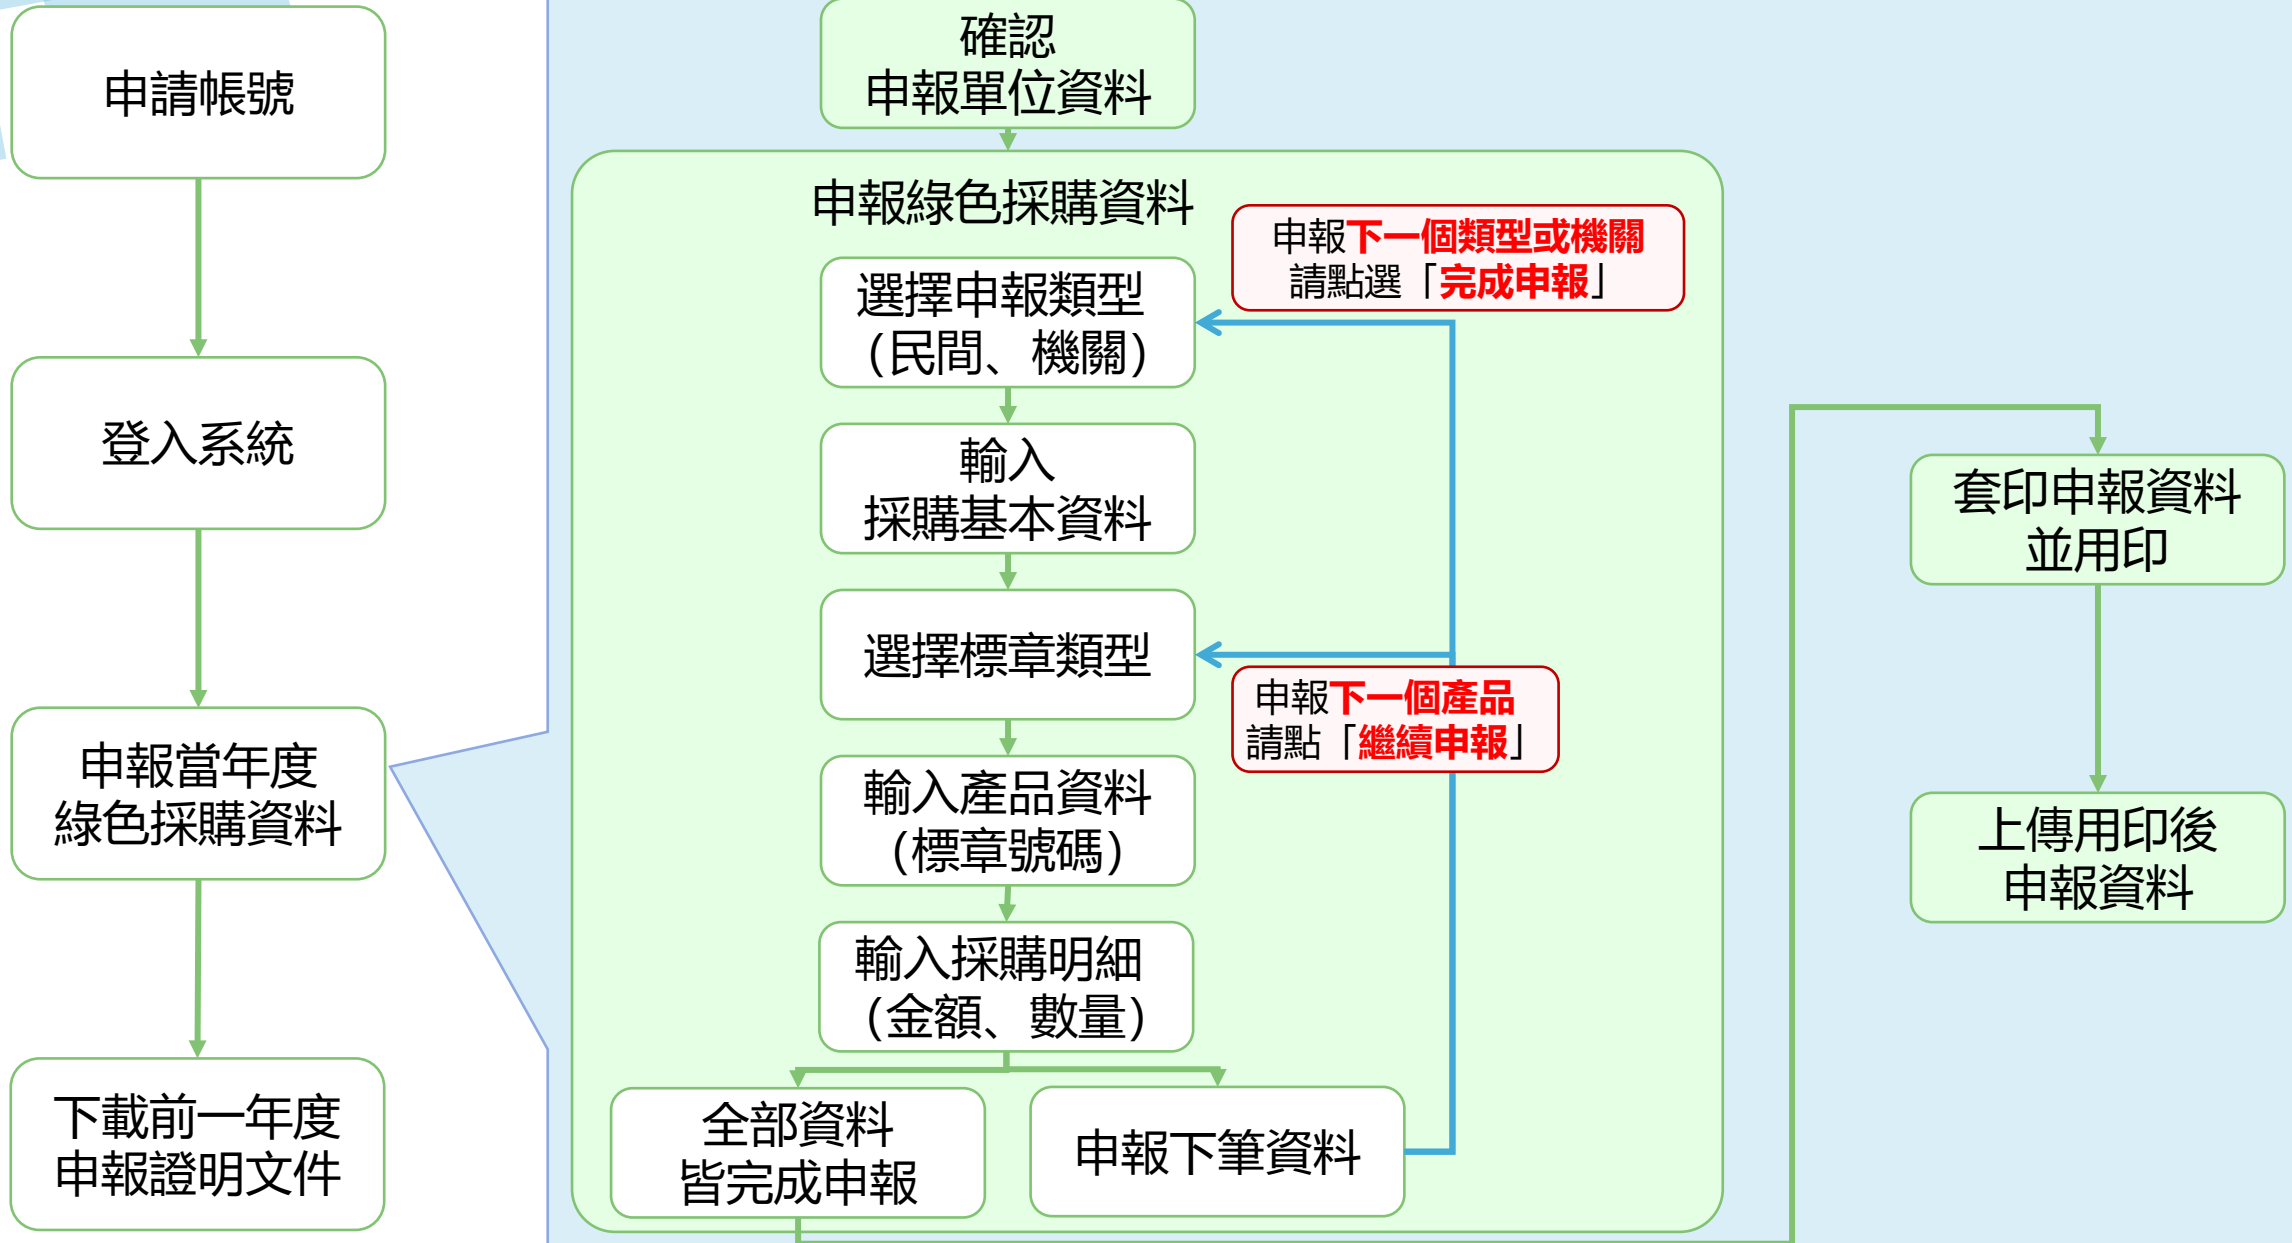 申請帳號
登入系統
申報當年度
綠色採購資料
下載前一年度
申報證明文件
確認
申報單位資料
申報綠色採購資料
選擇申報類型
(民間、機關)
輸入
採購基本資料
選擇標章類型
輸入產品資料
(標章號碼)
輸入採購明細
(金額、數量)
全部資料
皆完成申報
申報下筆資料
申報下一個類型或機關
請點選「完成申報」
申報下一個產品
請點「繼續申報」
套印申報資料
並用印
上傳用印後
申報資料